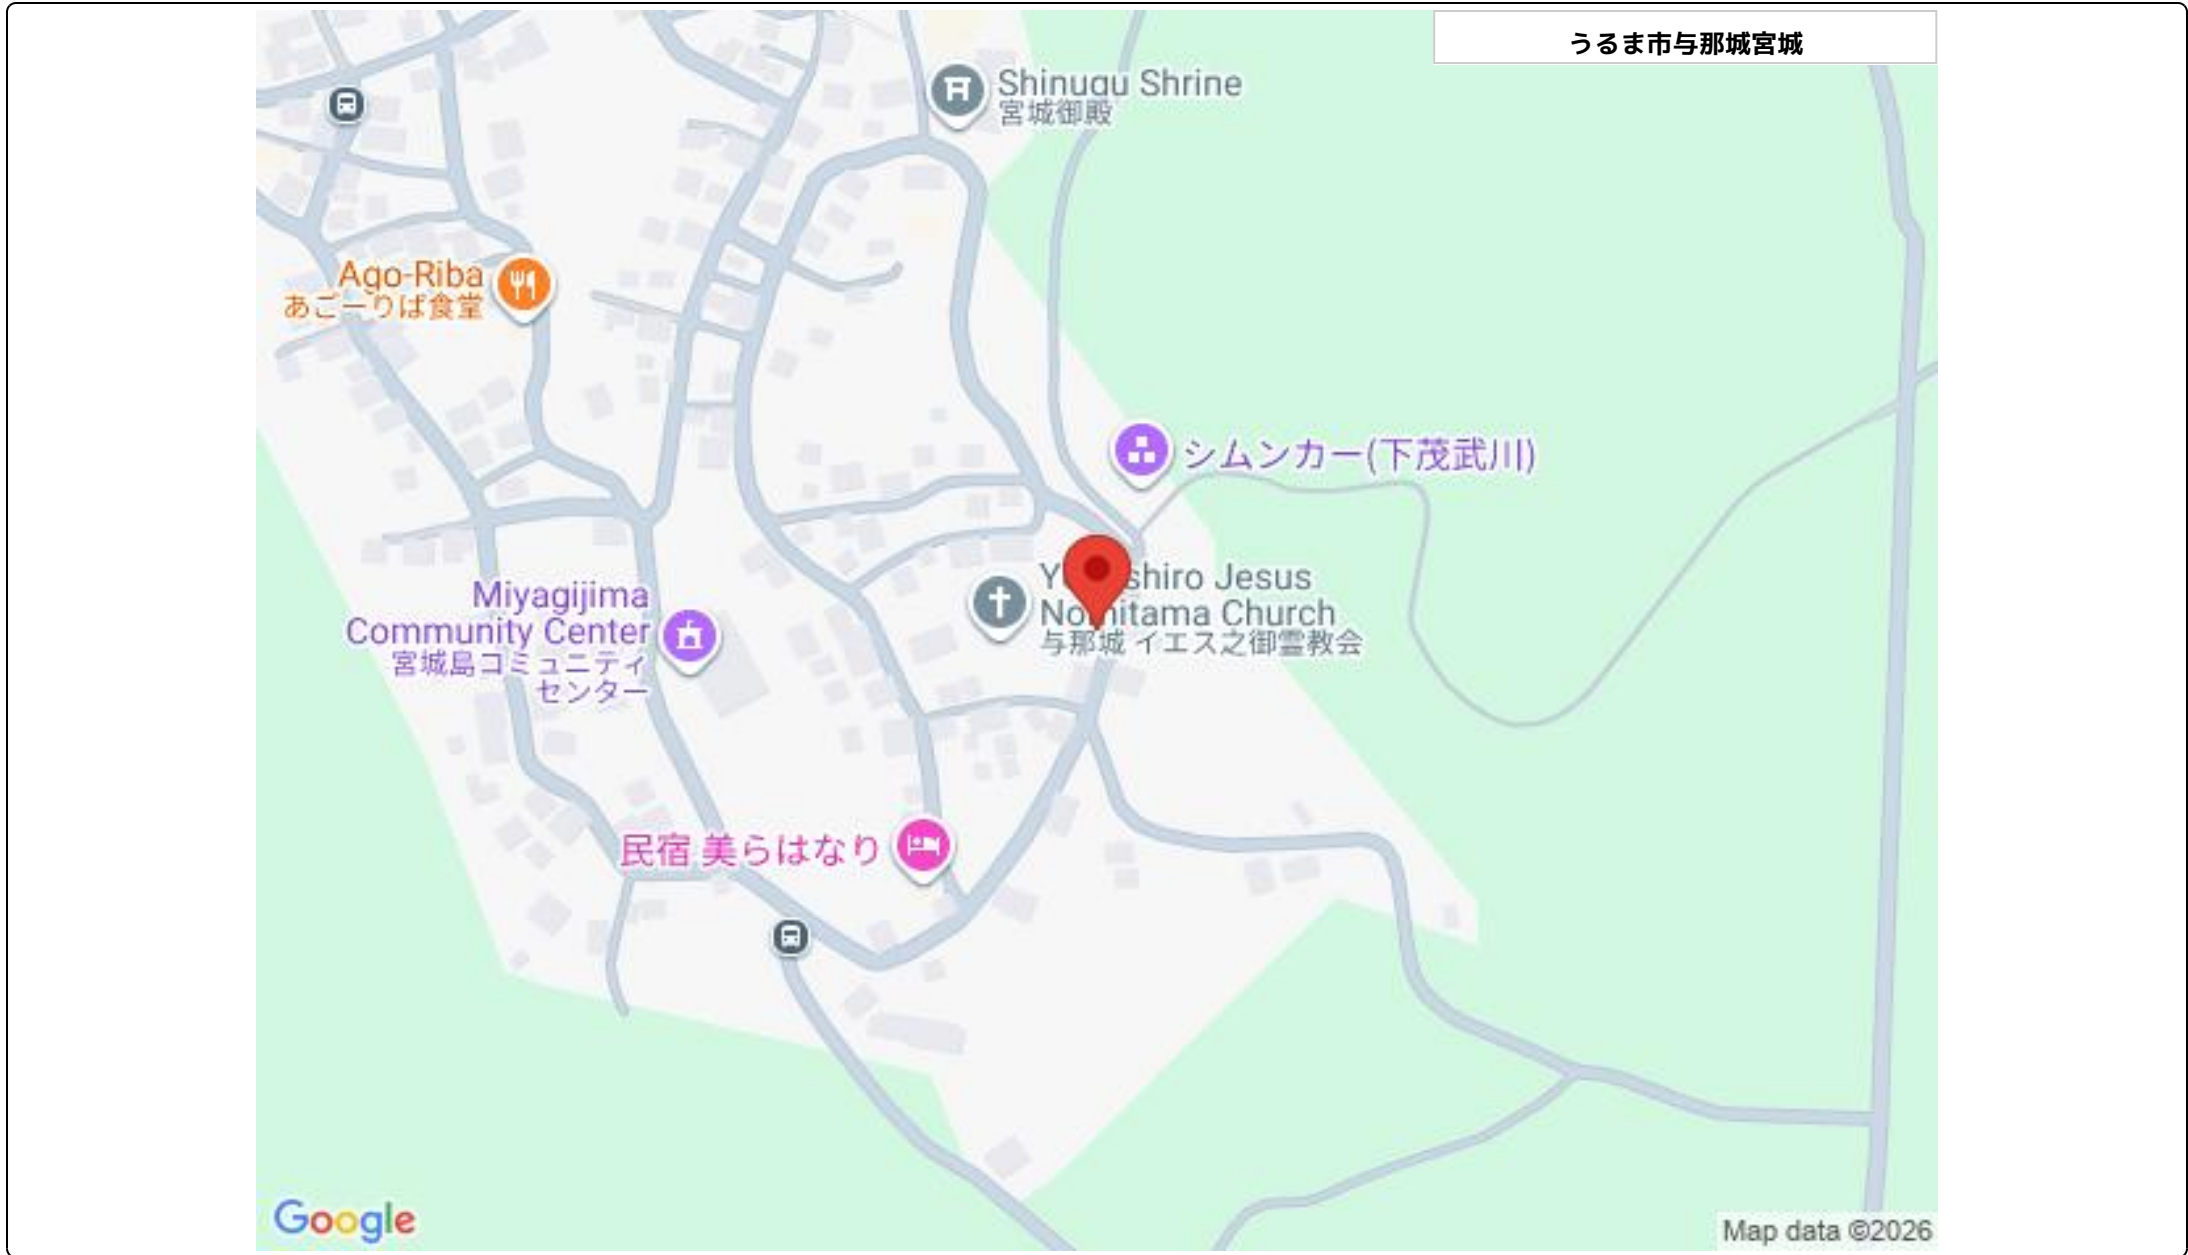 うるま市与那城宮城
Shinugu Shrine
宮城御殿
Ago-Riba
あごーりば食堂
シムンカー(下茂武川)
Jesus
Church
与那城 イエス之御霊教会
Miyagijima
Community Center
宮城島コミュニティ
センター
民宿 美らはなり
Google
Map data ©2026